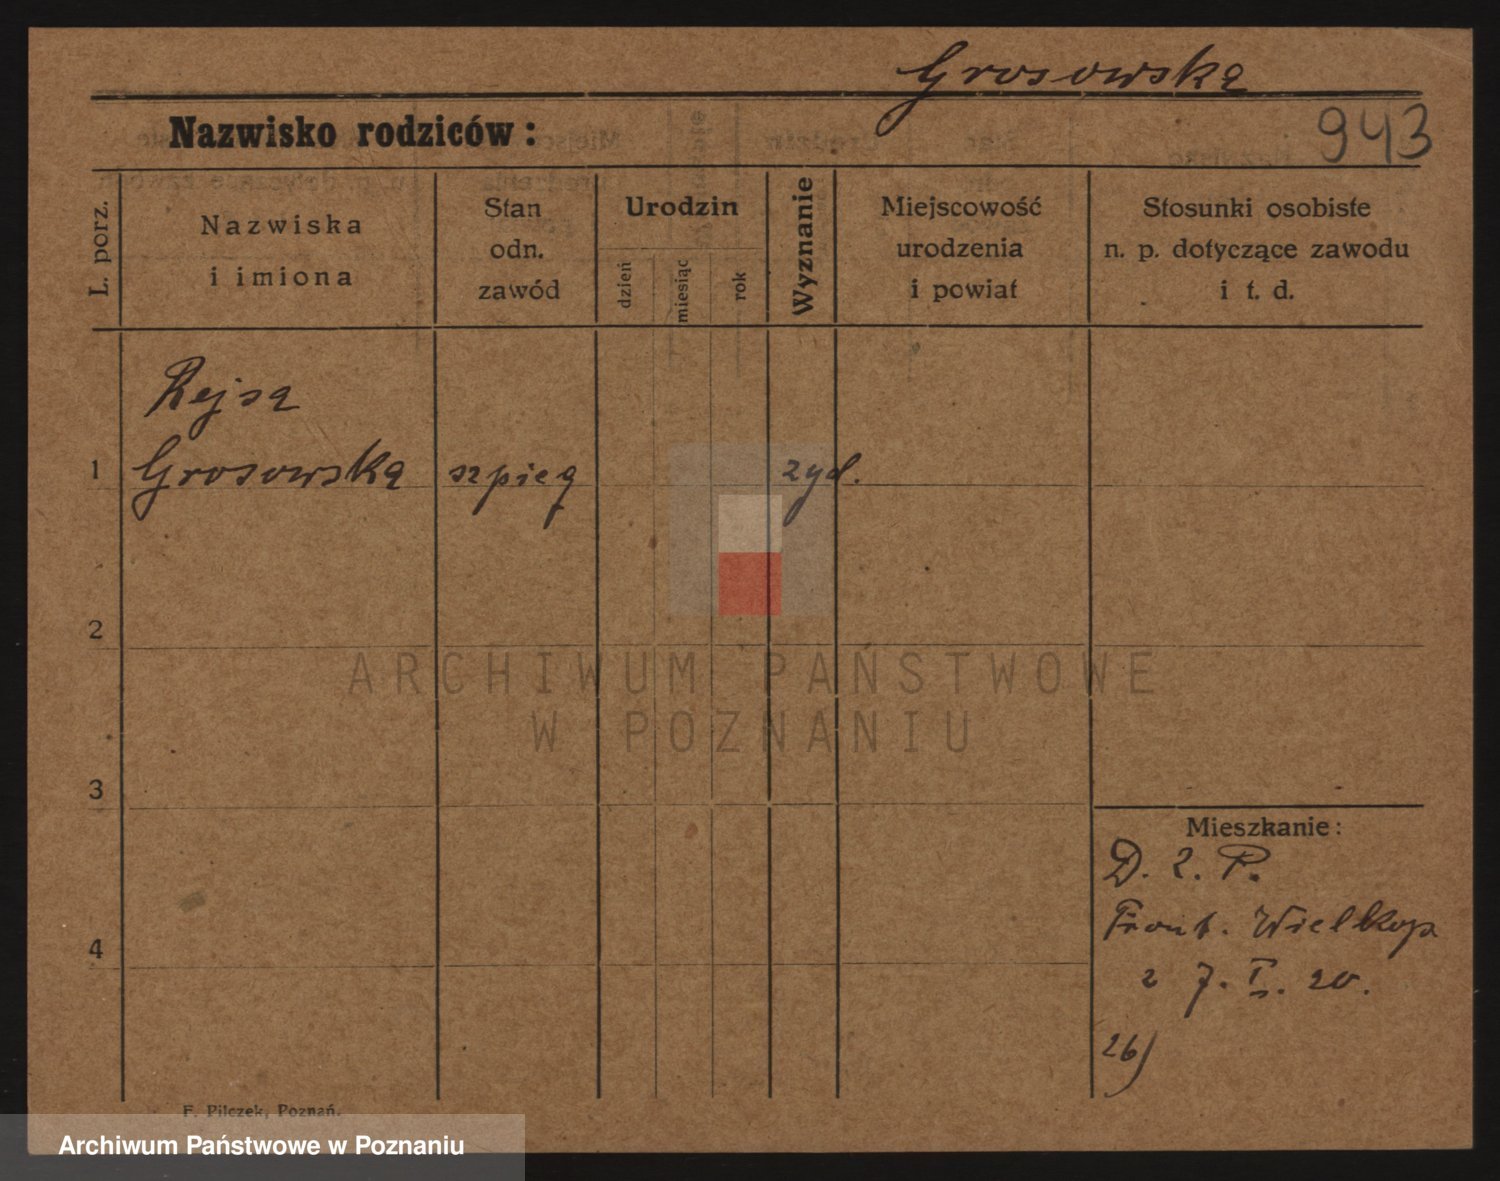 Grosowska
943
Nazwisko rodziców :
L. porz.
Nazwiska
i imiona
Stan
odn.
zawód
Urodzin
dzień
miesiąc
rok
Wyznanie
Miejscowość
urodzenia
i powiat
Stosunki osobiste
n. p. dotyczące zawodu
i t. d.
Rejsa
1 Grosowska szpieg żyd.
2
ARCHIWUM PAŃSTWOWE
W POZNANIU
3
Mieszkanie :
D. 2. P.
Front. Wielkop
z 7. I. 20.
4
26)
F. Pilczek, Poznań.
Archiwum Państwowe w Poznaniu